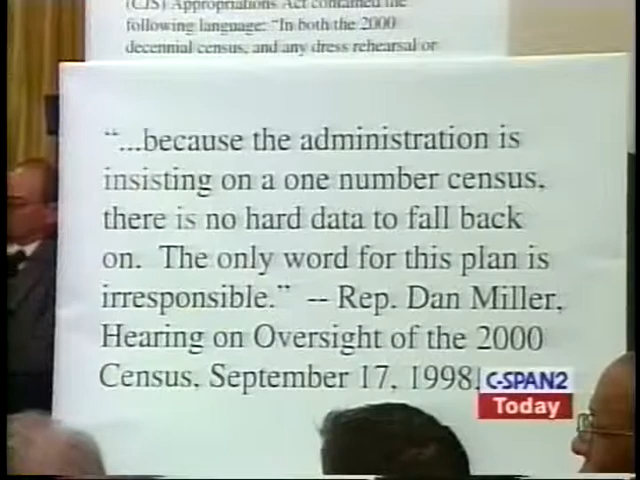 (CJS) Appropriations Act contained the
following language: "In both the 2000
decennial census, and any dress rehearsal or
"...because the administration is
insisting on a one number census,
there is no hard data to fall back
on. The only word for this plan is
irresponsible." -- Rep. Dan Miller,
Hearing on Oversight of the 2000
Census, September 17, 1998.
C-SPAN2
Today